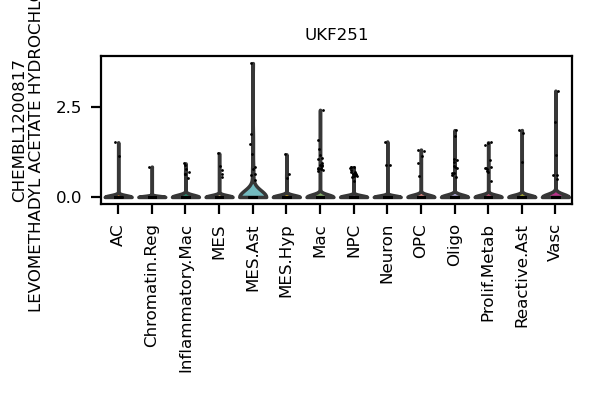 UKF251
CHEMBL1200817
LEVOMETHADYL ACETATE
2.5
0.0
AC
Chromatin.Reg
Inflammatory.Mac
MES
MES.Ast
MES.Hyp
Mac
NPC
Neuron
OPC
Oligo
Prolif.Metab
Reactive.Ast
Vasc